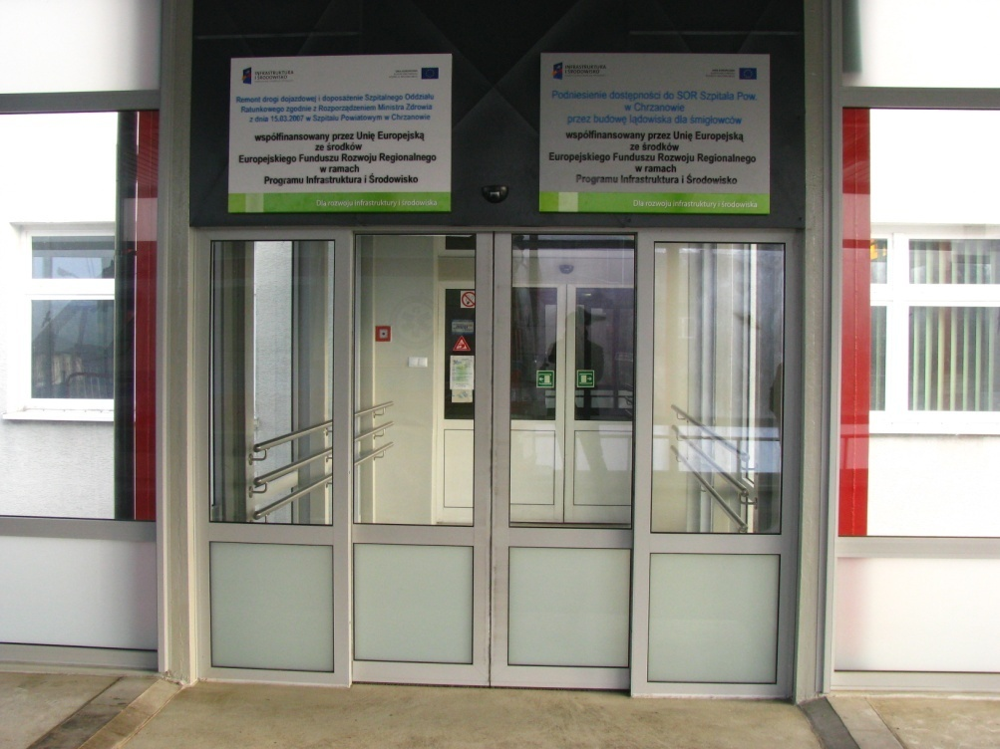 INFRASTRUKTURA
I ŚRODOWISKO
Remont drogi dojazdowej i doposażenie Szpitalnego Oddziału
Ratunkowego zgodnie z Rozporządzeniem Ministra Zdrowia
z dnia 15.03.2007 w Szpitalu Powiatowym w Chrzanowie
współfinansowany przez Unię Europejską
ze środków
Europejskiego Funduszu Rozwoju Regionalnego
w ramach
Programu Infrastruktura i Środowisko
Dla rozwoju infrastruktury i środowiska
INFRASTRUKTURA
I ŚRODOWISKO
Podniesienie dostępności do SOR Szpitala Pow.
w Chrzanowie
przez budowę lądowiska dla śmigłowców
współfinansowany przez Unię Europejską
ze środków
Europejskiego Funduszu Rozwoju Regionalnego
w ramach
Programu Infrastruktura i Środowisko
Dla rozwoju infrastruktury i środowiska